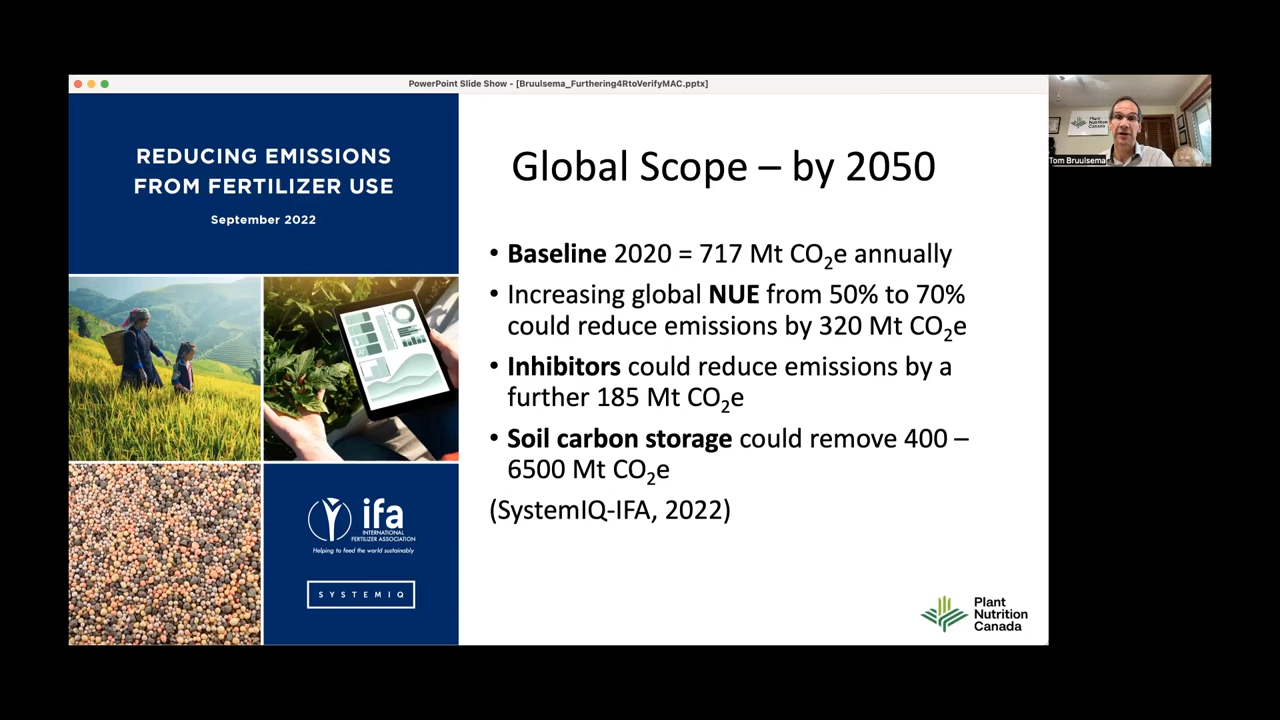 PowerPoint Slide Show - [Bruulsema_Furthering4RtoVerifyMAC.pptx]
REDUCING EMISSIONS
FROM FERTILIZER USE
September 2022
ifa
INTERNATIONAL
FERTILIZER ASSOCIATION
Helping to feed the world sustainably
SYSTEMIQ
Global Scope – by 2050
• Baseline 2020 = 717 Mt CO₂e annually
• Increasing global NUE from 50% to 70%
could reduce emissions by 320 Mt CO₂e
• Inhibitors could reduce emissions by a
further 185 Mt CO₂e
• Soil carbon storage could remove 400 –
6500 Mt CO₂e
(SystemIQ-IFA, 2022)
Plant
Nutrition
Canada
Plant
Nutrition
Canada
Tom Bruulsema